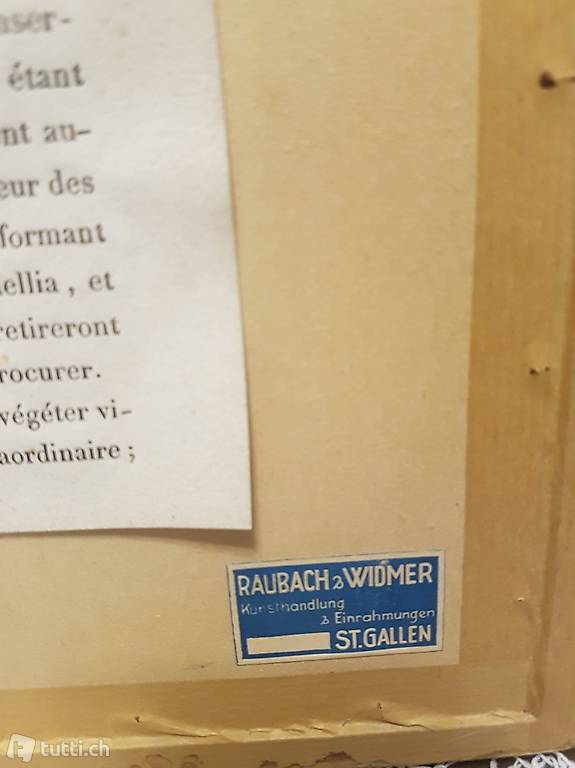 nser-
étant
nt au-
eur des
formant
ellia, et
retireront
rocurer.
végéter vi-
aordinaire;
RAUBACH & WIDMER
Kunsthandlung
& Einrahmungen
ST.GALLEN
tutti.ch